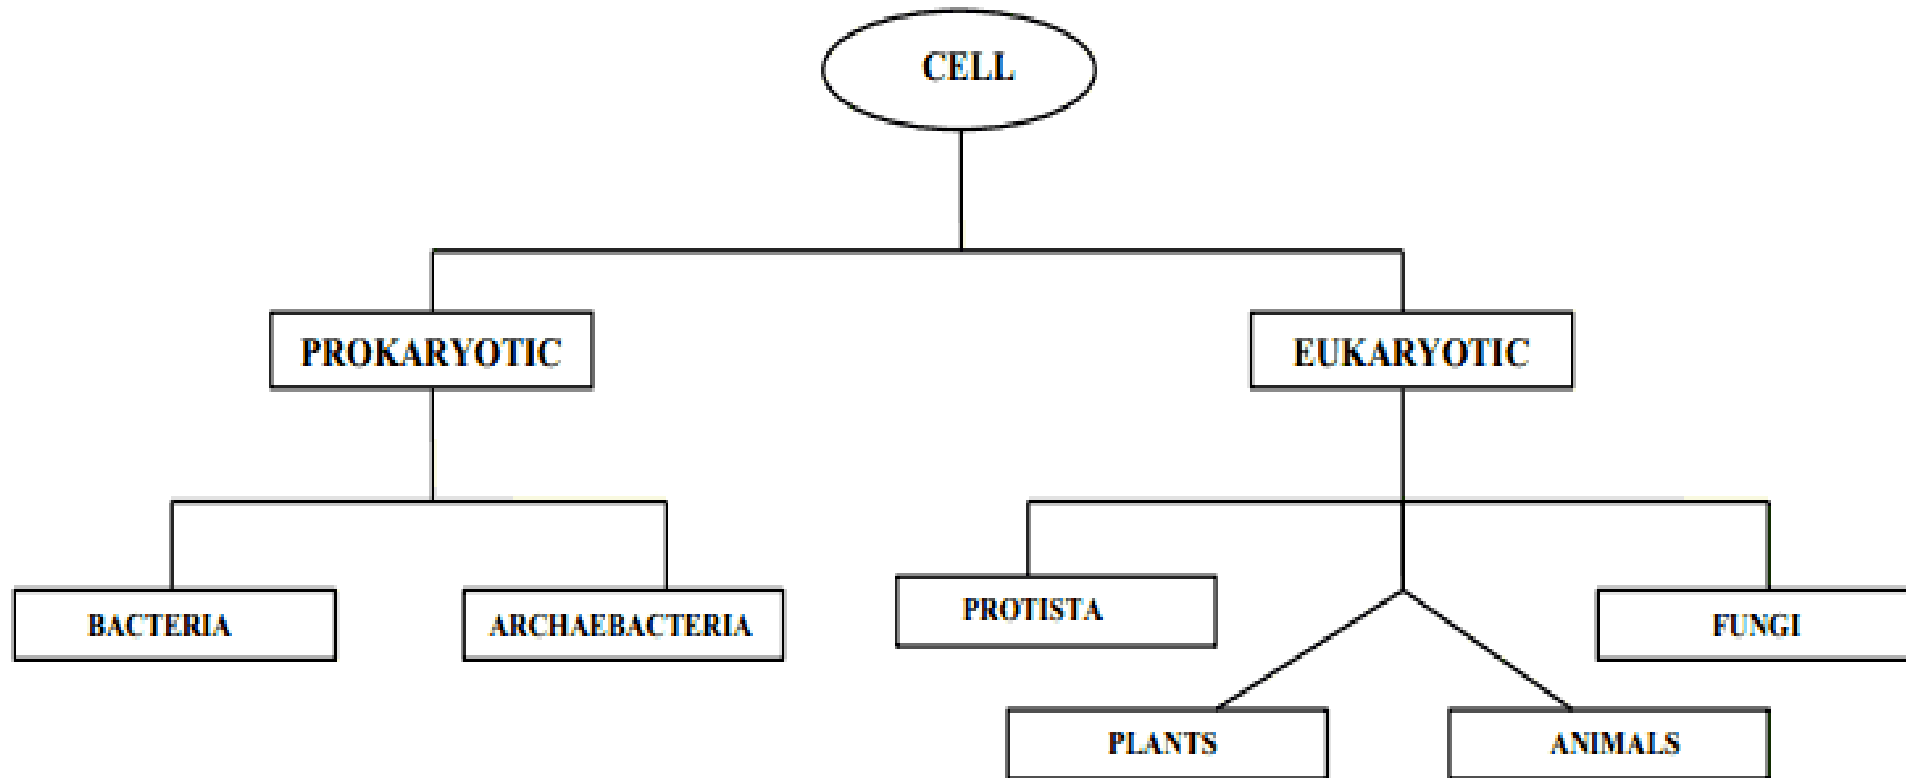 CELL
PROKARYOTIC
EUKARYOTIC
BACTERIA
ARCHAEBACTERIA
PROTISTA
FUNGI
PLANTS
ANIMALS